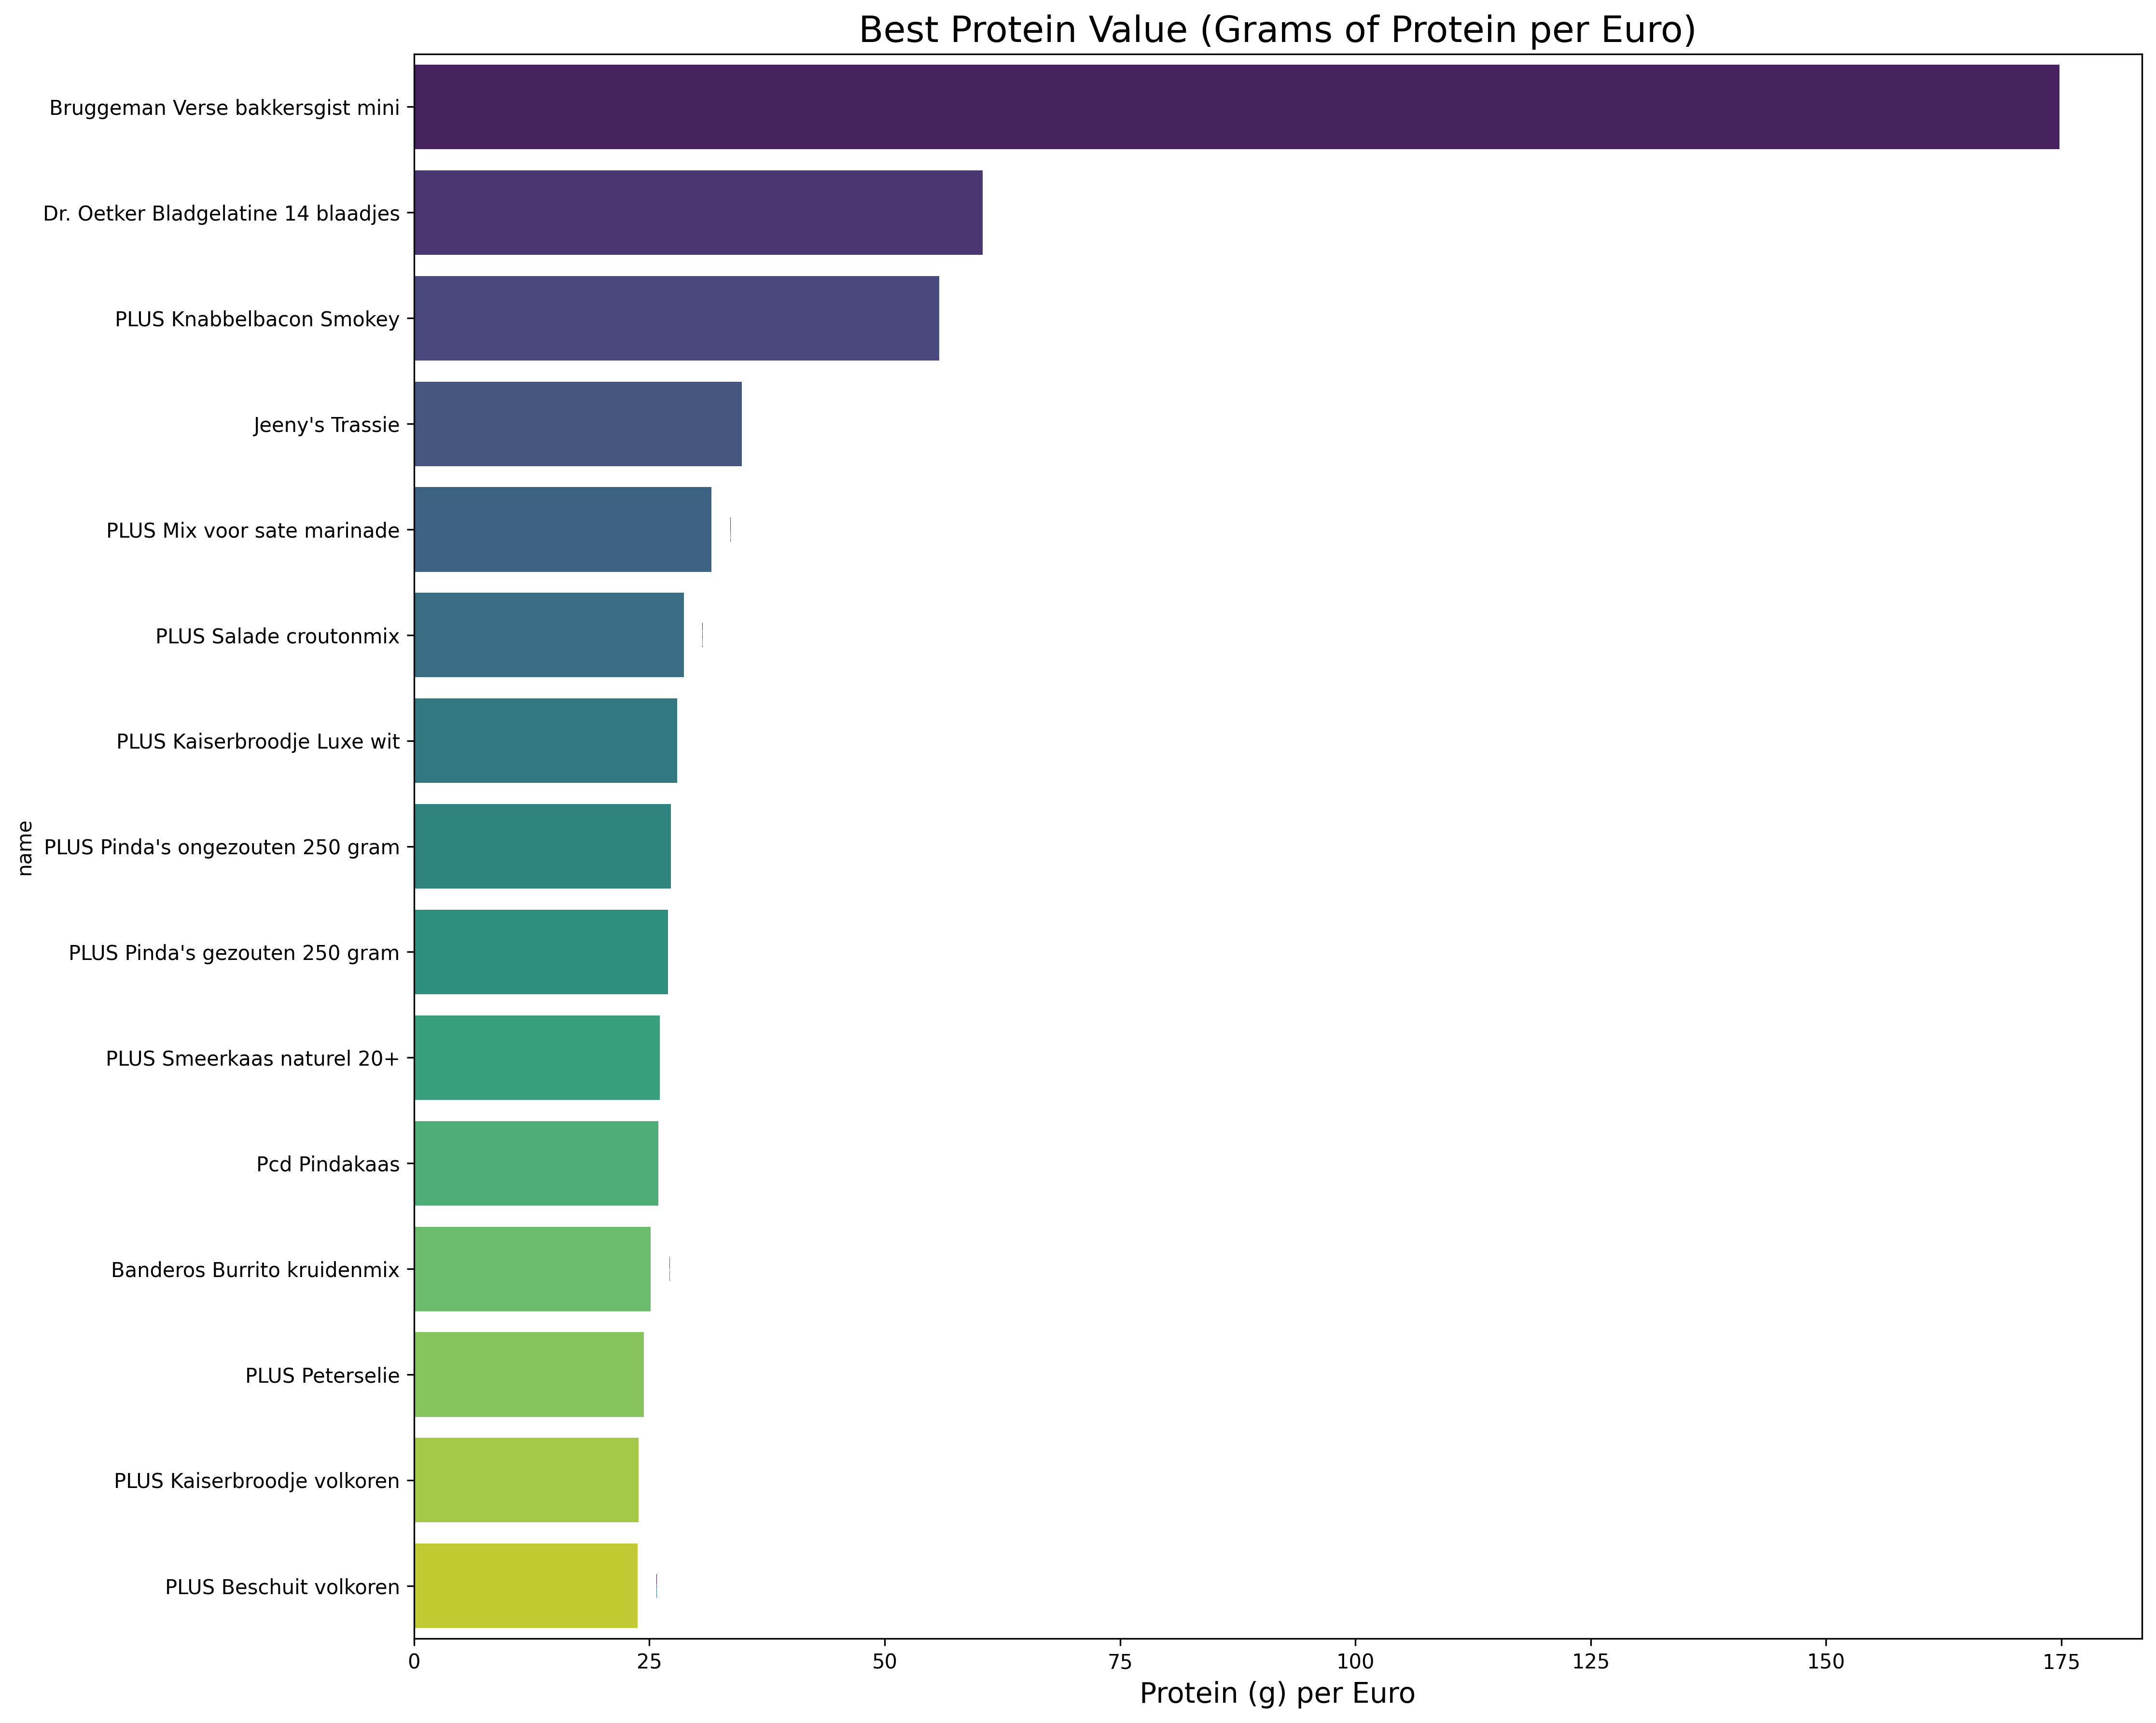 Best Protein Value (Grams of Protein per Euro)
Bruggeman Verse bakkersgist mini
Dr. Oetker Bladgelatine 14 blaadjes
PLUS Knabbelbacon Smokey
Jeeny's Trassie
PLUS Mix voor sate marinade
PLUS Salade croutonmix
PLUS Kaiserbroodje Luxe wit
PLUS Pinda's ongezouten 250 gram
PLUS Pinda's gezouten 250 gram
PLUS Smeerkaas naturel 20+
Pcd Pindakaas
Banderos Burrito kruidenmix
PLUS Peterselie
PLUS Kaiserbroodje volkoren
PLUS Beschuit volkoren
name
0 25 50 75 100 125 150 175
Protein (g) per Euro